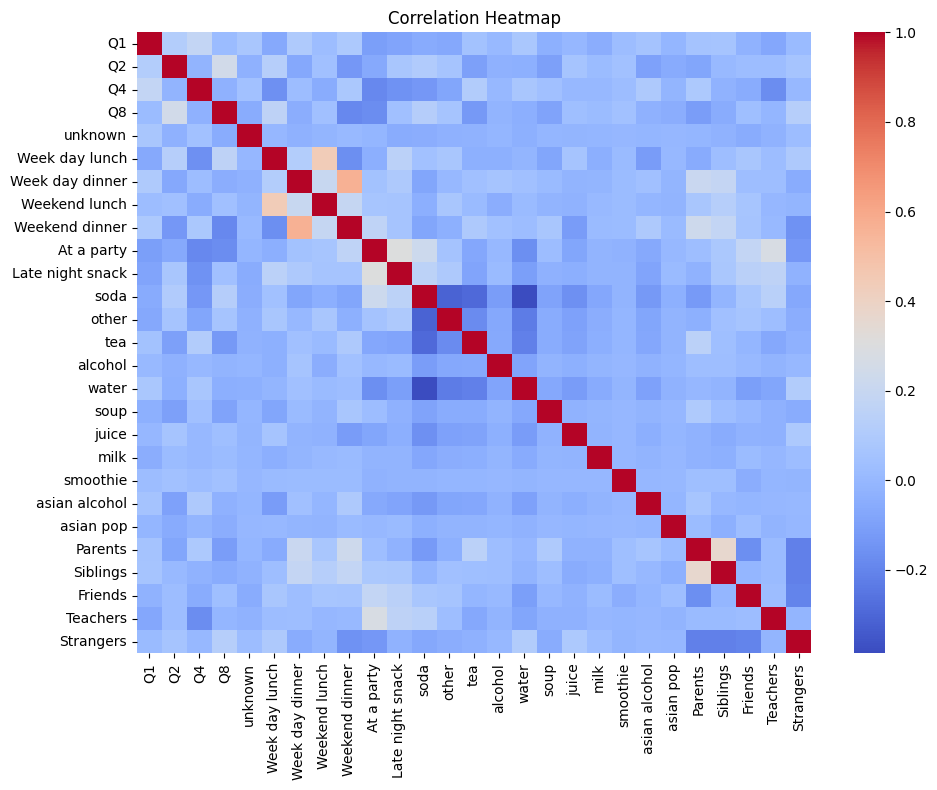 Correlation Heatmap
Q1
Q2
Q4
Q8
unknown
Week day lunch
Week day dinner
Weekend lunch
Weekend dinner
At a party
Late night snack
soda
other
tea
alcohol
water
soup
juice
milk
smoothie
asian alcohol
asian pop
Parents
Siblings
Friends
Teachers
Strangers
Q1
Q2
Q4
Q8
unknown
Week day lunch
Week day dinner
Weekend lunch
Weekend dinner
At a party
Late night snack
soda
other
tea
alcohol
water
soup
juice
milk
smoothie
asian alcohol
asian pop
Parents
Siblings
Friends
Teachers
Strangers
1.0
0.8
0.6
0.4
0.2
0.0
−0.2